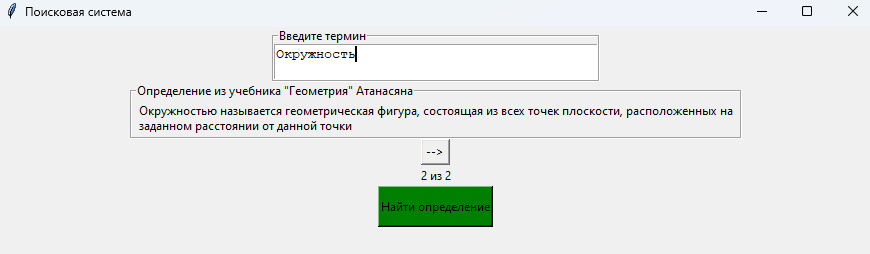 Поисковая система
Введите термин
Окружность
Определение из учебника "Геометрия" Атанасяна
Окружностью называется геометрическая фигура, состоящая из всех точек плоскости, расположенных на
заданном расстоянии от данной точки
-->
2 из 2
Найти определение